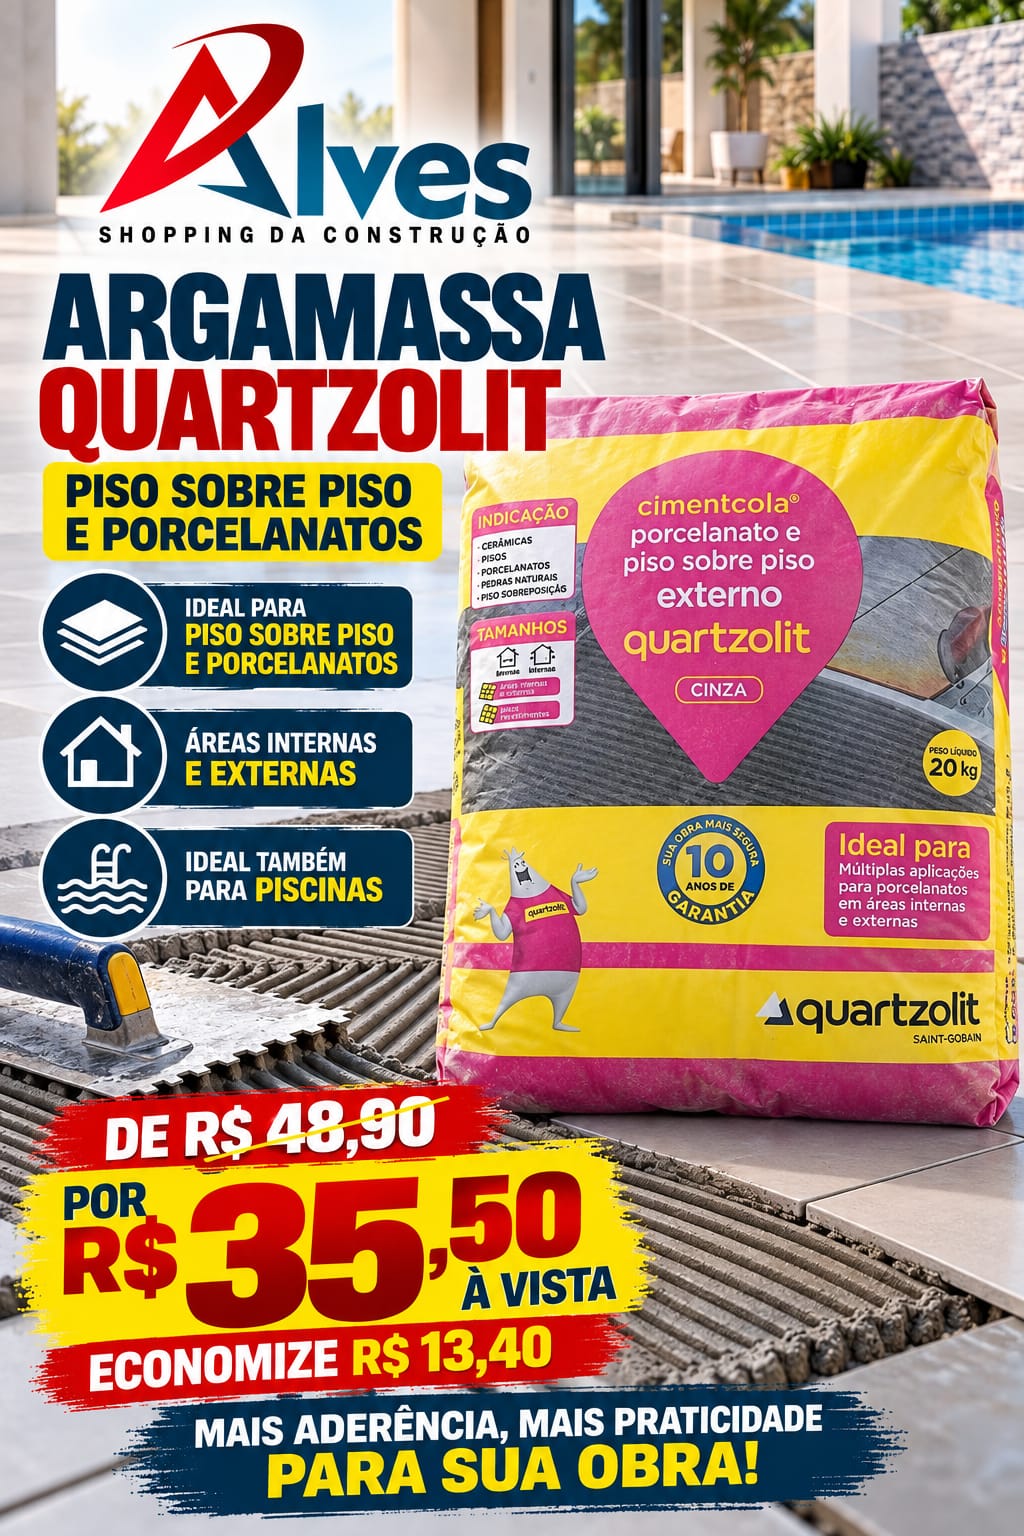 Alves
SHOPPING DA CONSTRUÇÃO
ARGAMASSA
QUARTZOLIT
PISO SOBRE PISO
E PORCELANATOS
IDEAL PARA
PISO SOBRE PISO
E PORCELANATOS
ÁREAS INTERNAS
E EXTERNAS
IDEAL TAMBÉM
PARA PISCINAS
INDICAÇÃO
• CERÂMICAS
• PISOS
• PORCELANATOS
• PEDRAS NATURAIS
• PISO SOBREPOSIÇÃG
TAMANHOS
cimentcola®
porcelanato e
piso sobre piso
externo
quartzolit
CINZA
PESO LÍQUIDO
20 kg
SUA OBRA MAIS SEGURA
10
ANOS DE
GARANTIA
quartzolit
Ideal para
Múltiplas aplicações
para porcelanatos
em áreas internas
e externas
quartzolit
SAINT-GOBAIN
DE R$ 48,90
POR
R$ 35,50
À VISTA
ECONOMIZE R$ 13,40
MAIS ADERÊNCIA, MAIS PRATICIDADE
PARA SUA OBRA!